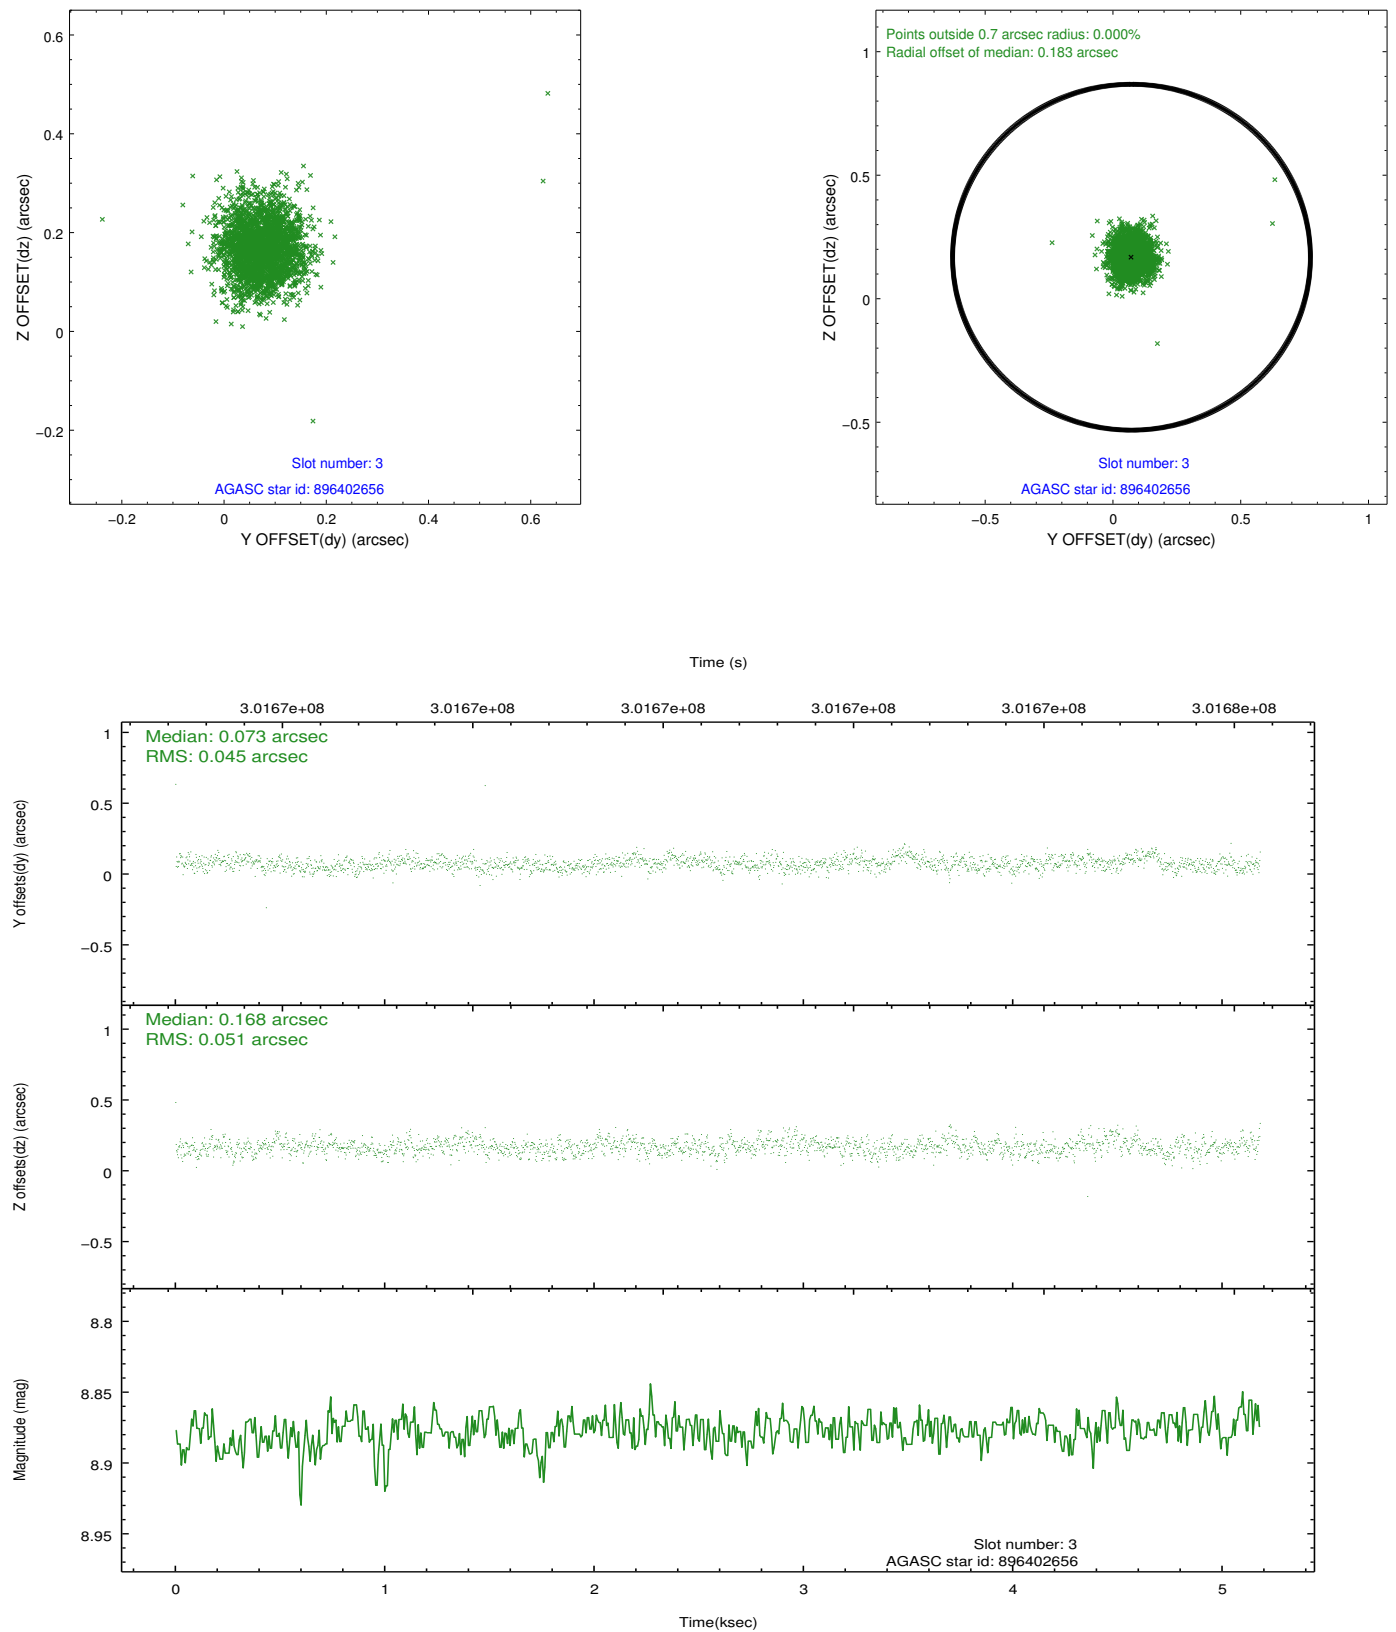 0.6
0.4
0.2
0
−0.2
Z OFFSET(dz) (arcsec)
Slot number: 3
AGASC star id: 896402656
−0.2 0 0.2 0.4 0.6
Y OFFSET(dy) (arcsec)
Points outside 0.7 arcsec radius: 0.000%
Radial offset of median: 0.183 arcsec
1
0.5
0
−0.5
Z OFFSET(dz) (arcsec)
Slot number: 3
AGASC star id: 896402656
−0.5 0 0.5 1
Y OFFSET(dy) (arcsec)
Time (s)
3.0167e+08 3.0167e+08 3.0167e+08 3.0167e+08 3.0167e+08 3.0168e+08
Median: 0.073 arcsec
RMS: 0.045 arcsec
1
0.5
0
−0.5
Y offsets(dy) (arcsec)
Median: 0.168 arcsec
RMS: 0.051 arcsec
1
0.5
0
−0.5
Z offsets(dz) (arcsec)
8.8
8.85
8.9
8.95
Magnitude (mag)
Slot number: 3
AGASC star id: 896402656
0 1 2 3 4 5
Time(ksec)